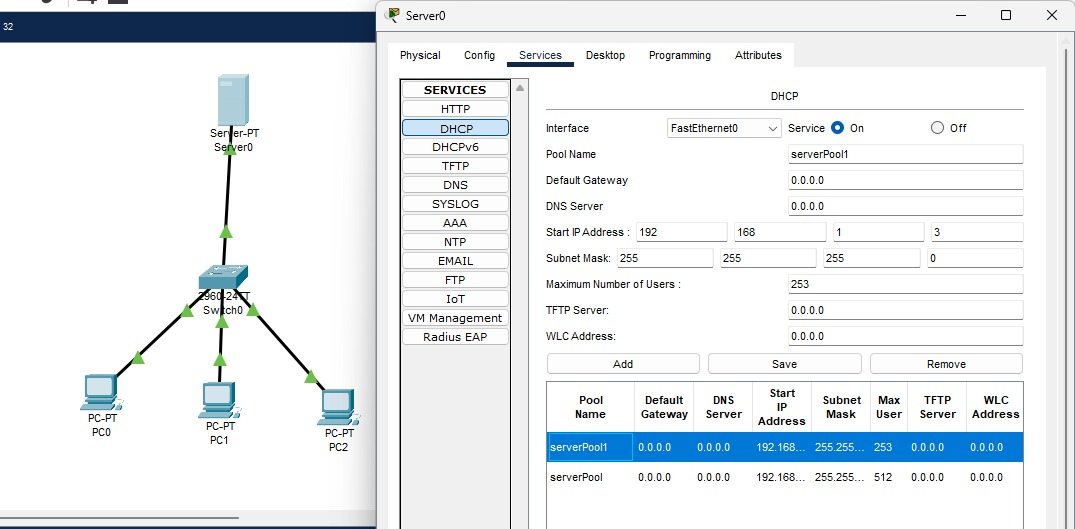 32
Server-PT
Server0
2960-24TT
Switch0
PC-PT
PC0
PC-PT
PC1
PC-PT
PC2
Server0
Physical Config Services Desktop Programming Attributes
SERVICES
HTTP
DHCP
DHCPv6
TFTP
DNS
SYSLOG
AAA
NTP
EMAIL
FTP
IoT
VM Management
Radius EAP
DHCP
Interface FastEthernet0 Service On Off
Pool Name serverPool1
Default Gateway 0.0.0.0
DNS Server 0.0.0.0
Start IP Address : 192 168 1 3
Subnet Mask: 255 255 255 0
Maximum Number of Users : 253
TFTP Server: 0.0.0.0
WLC Address: 0.0.0.0
Add Save Remove
Pool Name Default Gateway DNS Server Start IP Address Subnet Mask Max User TFTP Server WLC Address
serverPool1 0.0.0.0 0.0.0.0 192.168... 255.255... 253 0.0.0.0 0.0.0.0
serverPool 0.0.0.0 0.0.0.0 192.168... 255.255... 512 0.0.0.0 0.0.0.0